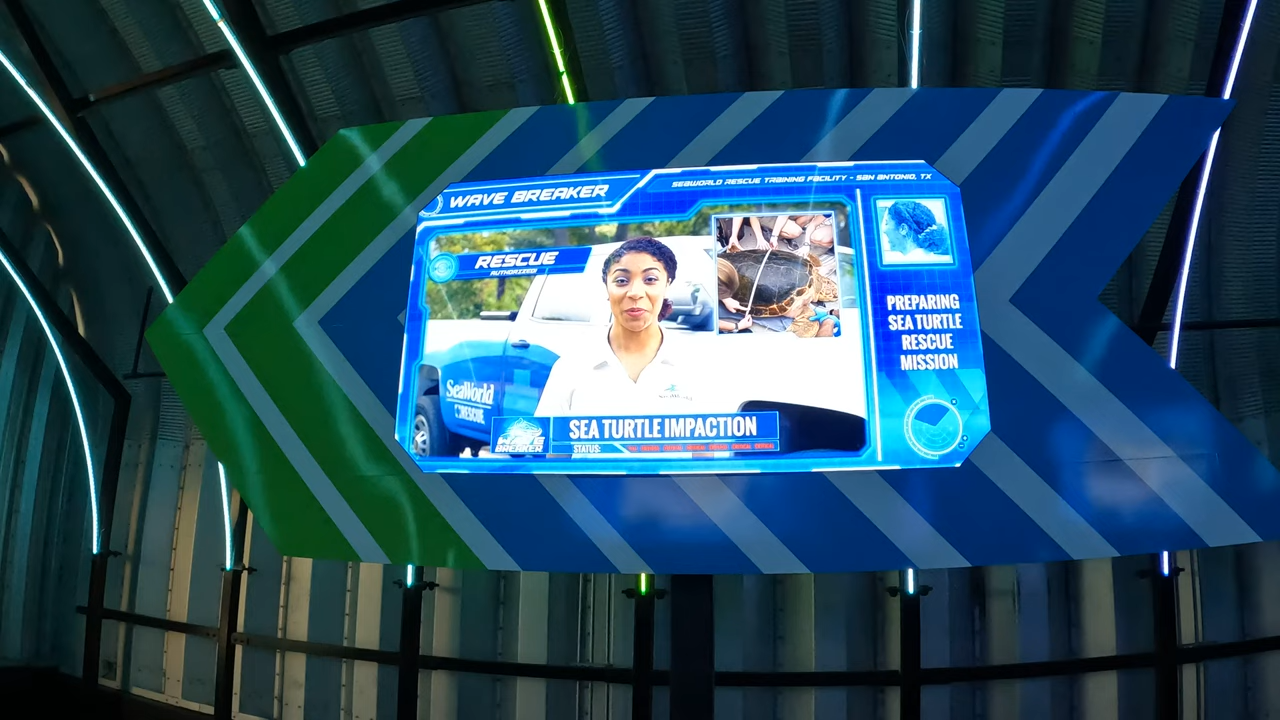 WAVE BREAKER
SEAWORLD RESCUE TRAINING FACILITY - SAN ANTONIO, TX
RESCUE
AUTHORIZED
PREPARING
SEA TURTLE
RESCUE
MISSION
SeaWorld
RESCUE
WAVE
BREAKER
SEA TURTLE IMPACTION
STATUS: